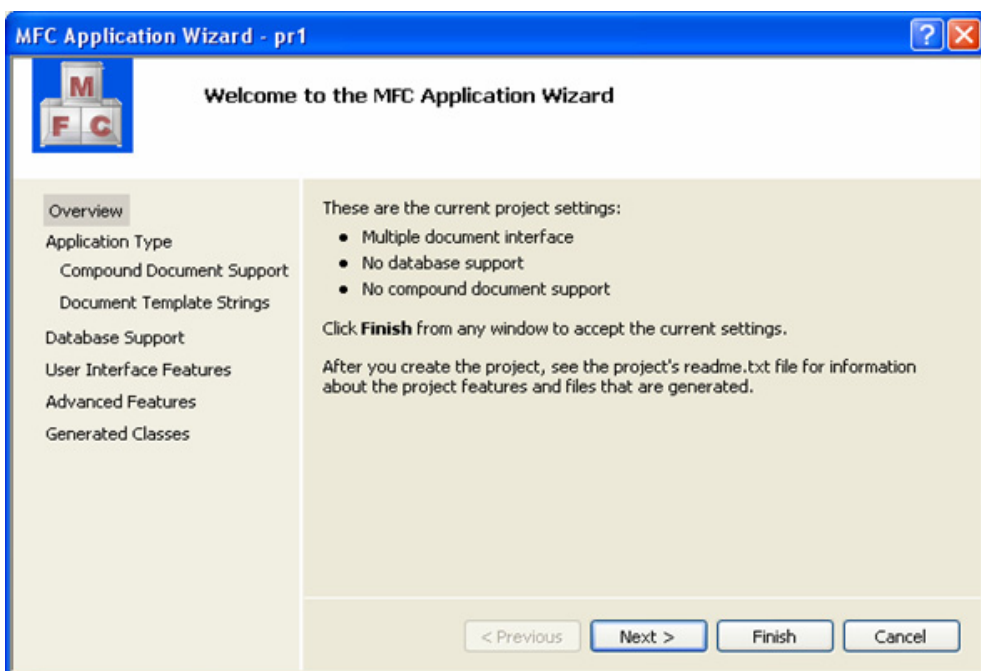 MFC Application Wizard - pr1
M
F C
Welcome to the MFC Application Wizard
Overview
Application Type
Compound Document Support
Document Template Strings
Database Support
User Interface Features
Advanced Features
Generated Classes
These are the current project settings:
• Multiple document interface
• No database support
• No compound document support
Click Finish from any window to accept the current settings.
After you create the project, see the project's readme.txt file for information
about the project features and files that are generated.
< Previous
Next >
Finish
Cancel